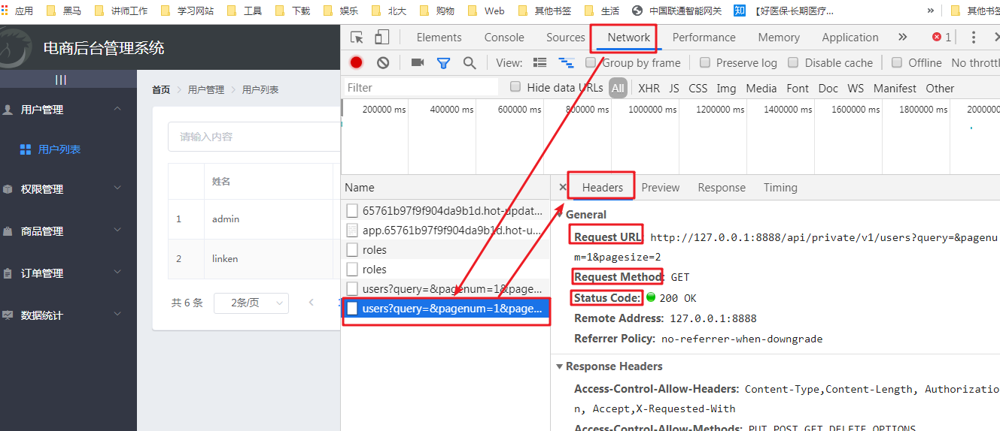 应用 黑马 讲师工作 学习网站 工具 下载 娱乐 北大 购物 Web 其他书签 生活 中国联通智能网关 知 【好医保·长期医疗... » 其他书签
电商后台管理系统
|||
用户管理
用户列表
权限管理
商品管理
订单管理
数据统计
首页 > 用户管理 > 用户列表
请输入内容
姓名
1 admin
2 linken
共 6 条 2条/页
Elements Console Sources Network Performance Memory Application » 1
View: Group by frame Preserve log Disable cache Offline No thrott
Filter Hide data URLs All XHR JS CSS Img Media Font Doc WS Manifest Other
200000 ms 400000 ms 600000 ms 800000 ms 1000000 ms 1200000 ms 1400000 ms 1600000 ms 1800000 ms 2000000
Name
65761b97f9f904da9b1d.hot-updat...
app.65761b97f9f904da9b1d.hot-u...
roles
roles
users?query=&pagenum=1&page...
users?query=&pagenum=1&page...
Headers Preview Response Timing
General
Request URL: http://127.0.0.1:8888/api/private/v1/users?query=&pagenu
m=1&pagesize=2
Request Method: GET
Status Code: 200 OK
Remote Address: 127.0.0.1:8888
Referrer Policy: no-referrer-when-downgrade
Response Headers
Access-Control-Allow-Headers: Content-Type,Content-Length, Authorizatio
n, Accept,X-Requested-With
Access-Control-Allow-Methods: PUT,POST,GET,DELETE,OPTIONS